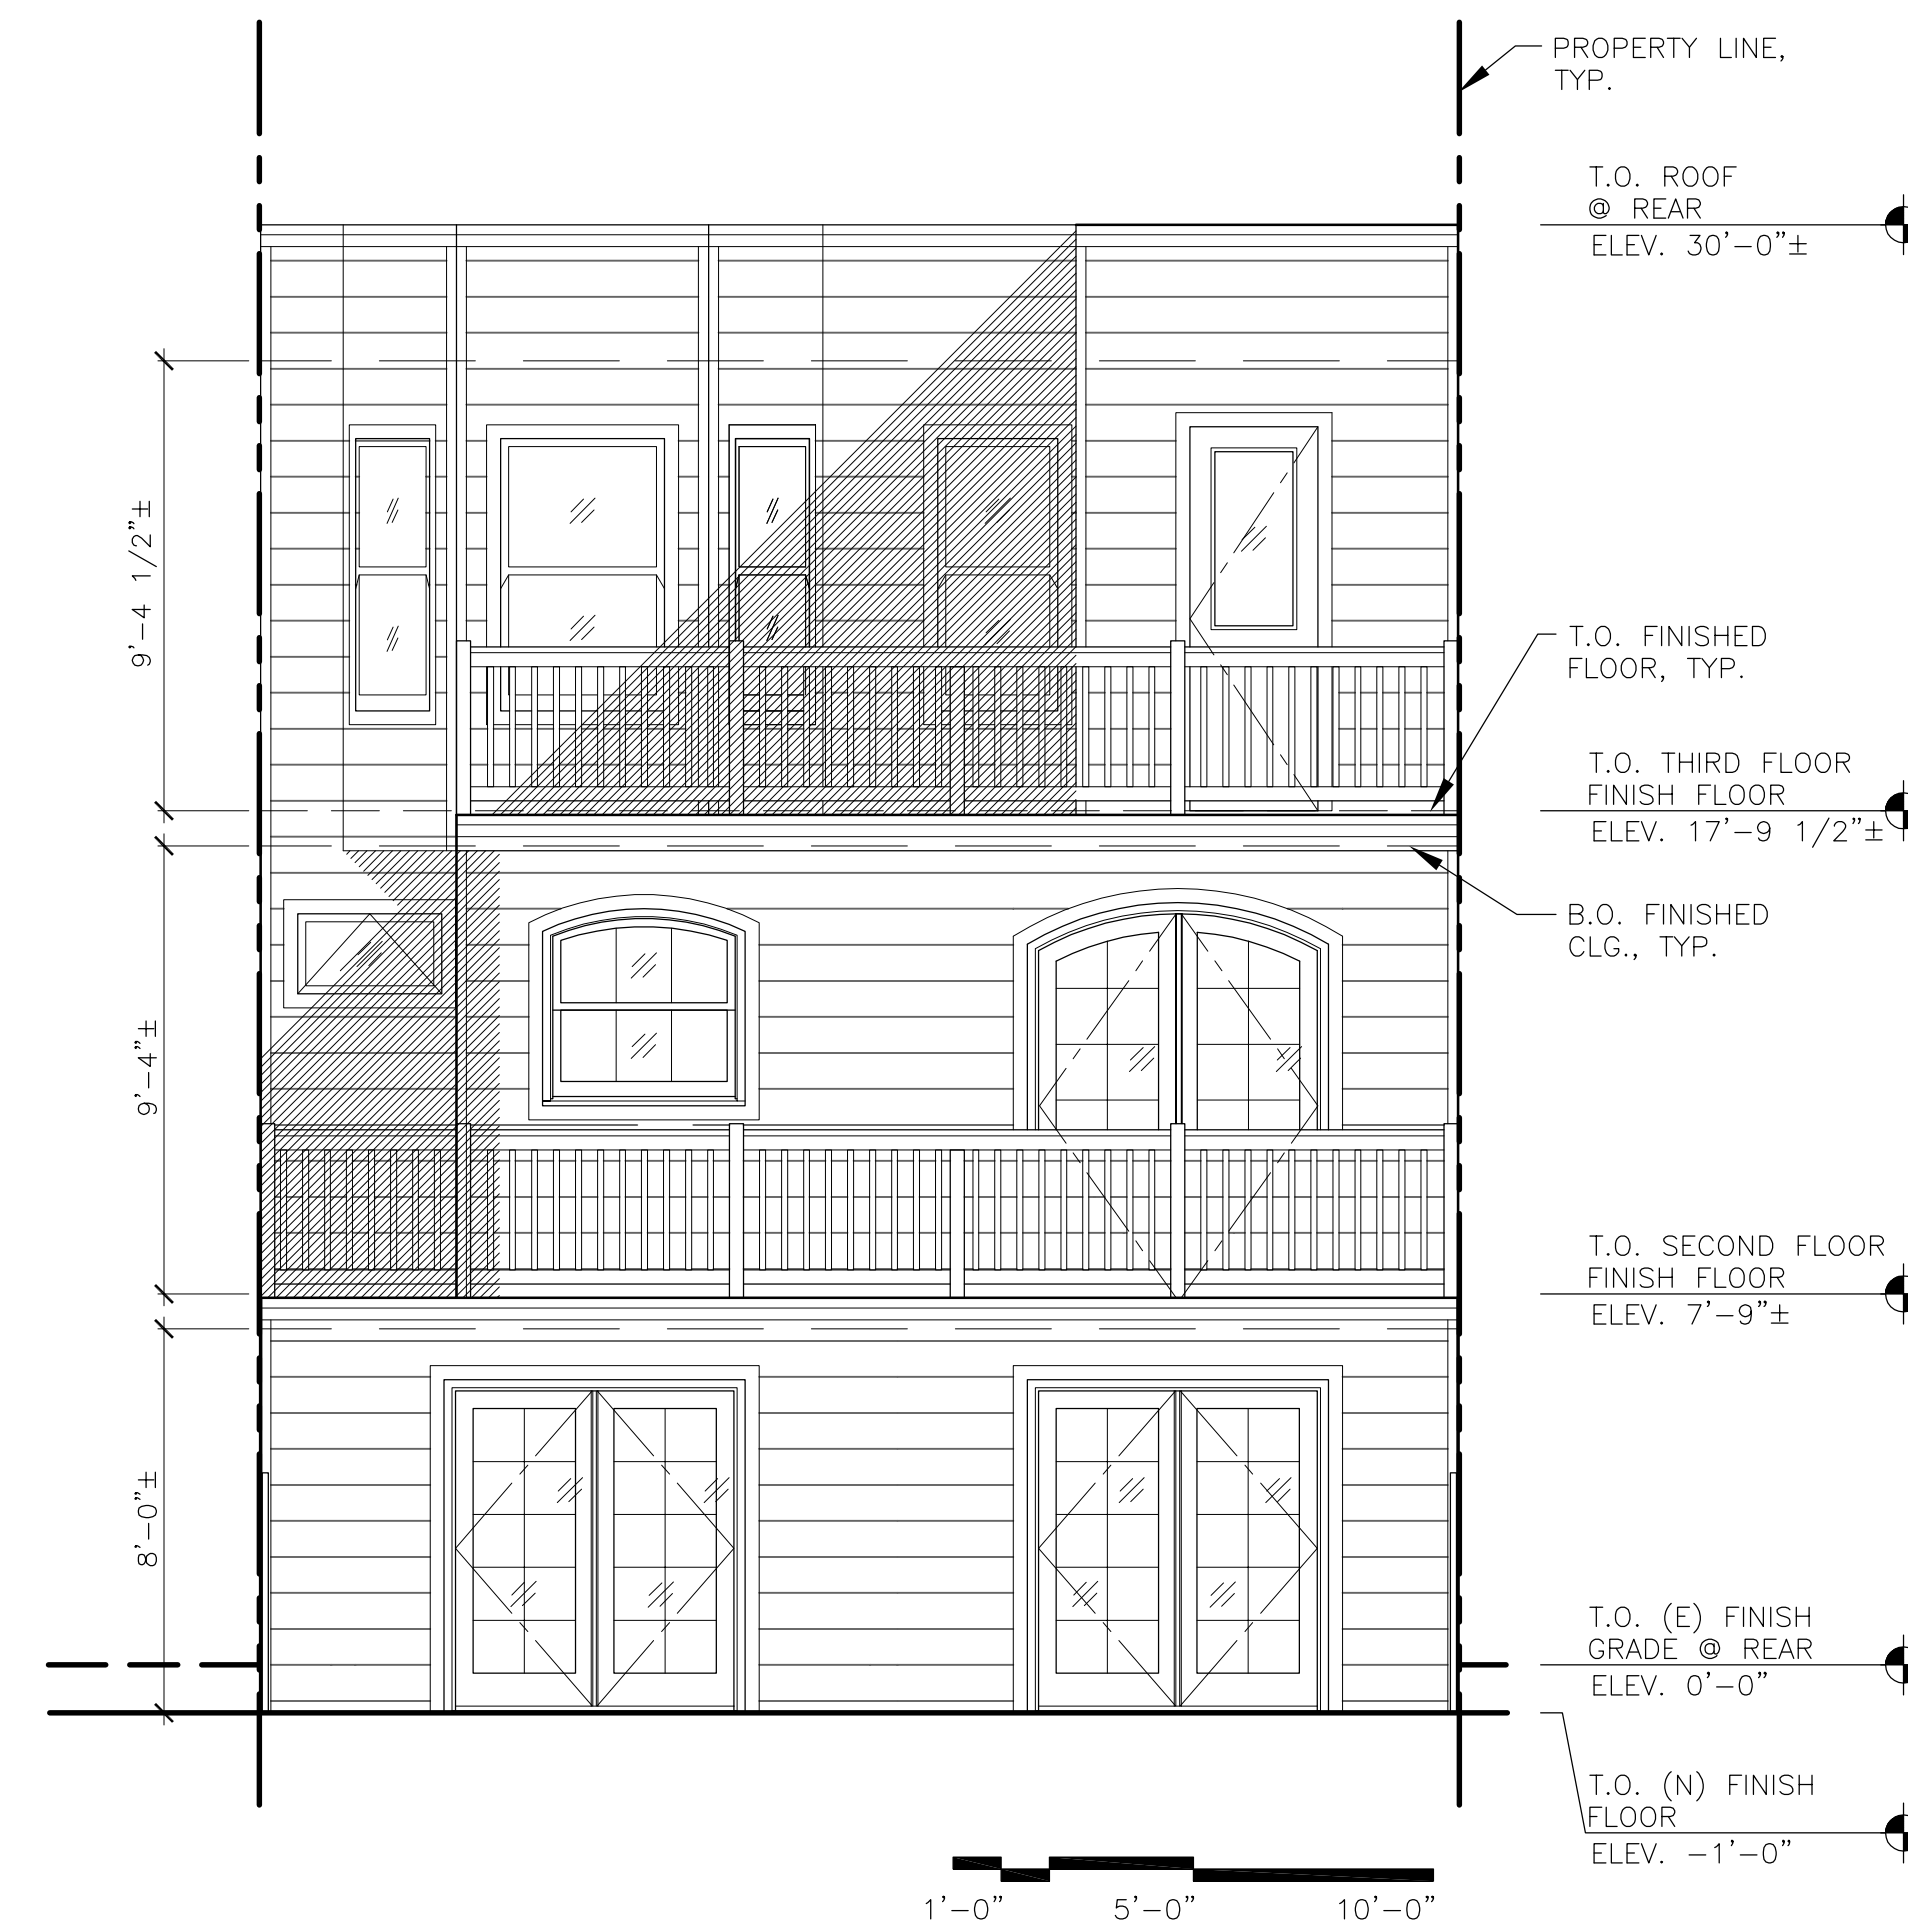 PROPERTY LINE,
TYP.
T.O. ROOF
@ REAR
ELEV. 30'-0"±
9'-4 1/2"±
T.O. FINISHED
FLOOR, TYP.
T.O. THIRD FLOOR
FINISH FLOOR
ELEV. 17'-9 1/2"±
B.O. FINISHED
CLG., TYP.
9'-4"±
T.O. SECOND FLOOR
FINISH FLOOR
ELEV. 7'-9"±
8'-0"±
T.O. (E) FINISH
GRADE @ REAR
ELEV. 0'-0"
T.O. (N) FINISH
FLOOR
ELEV. -1'-0"
1'-0" 5'-0" 10'-0"